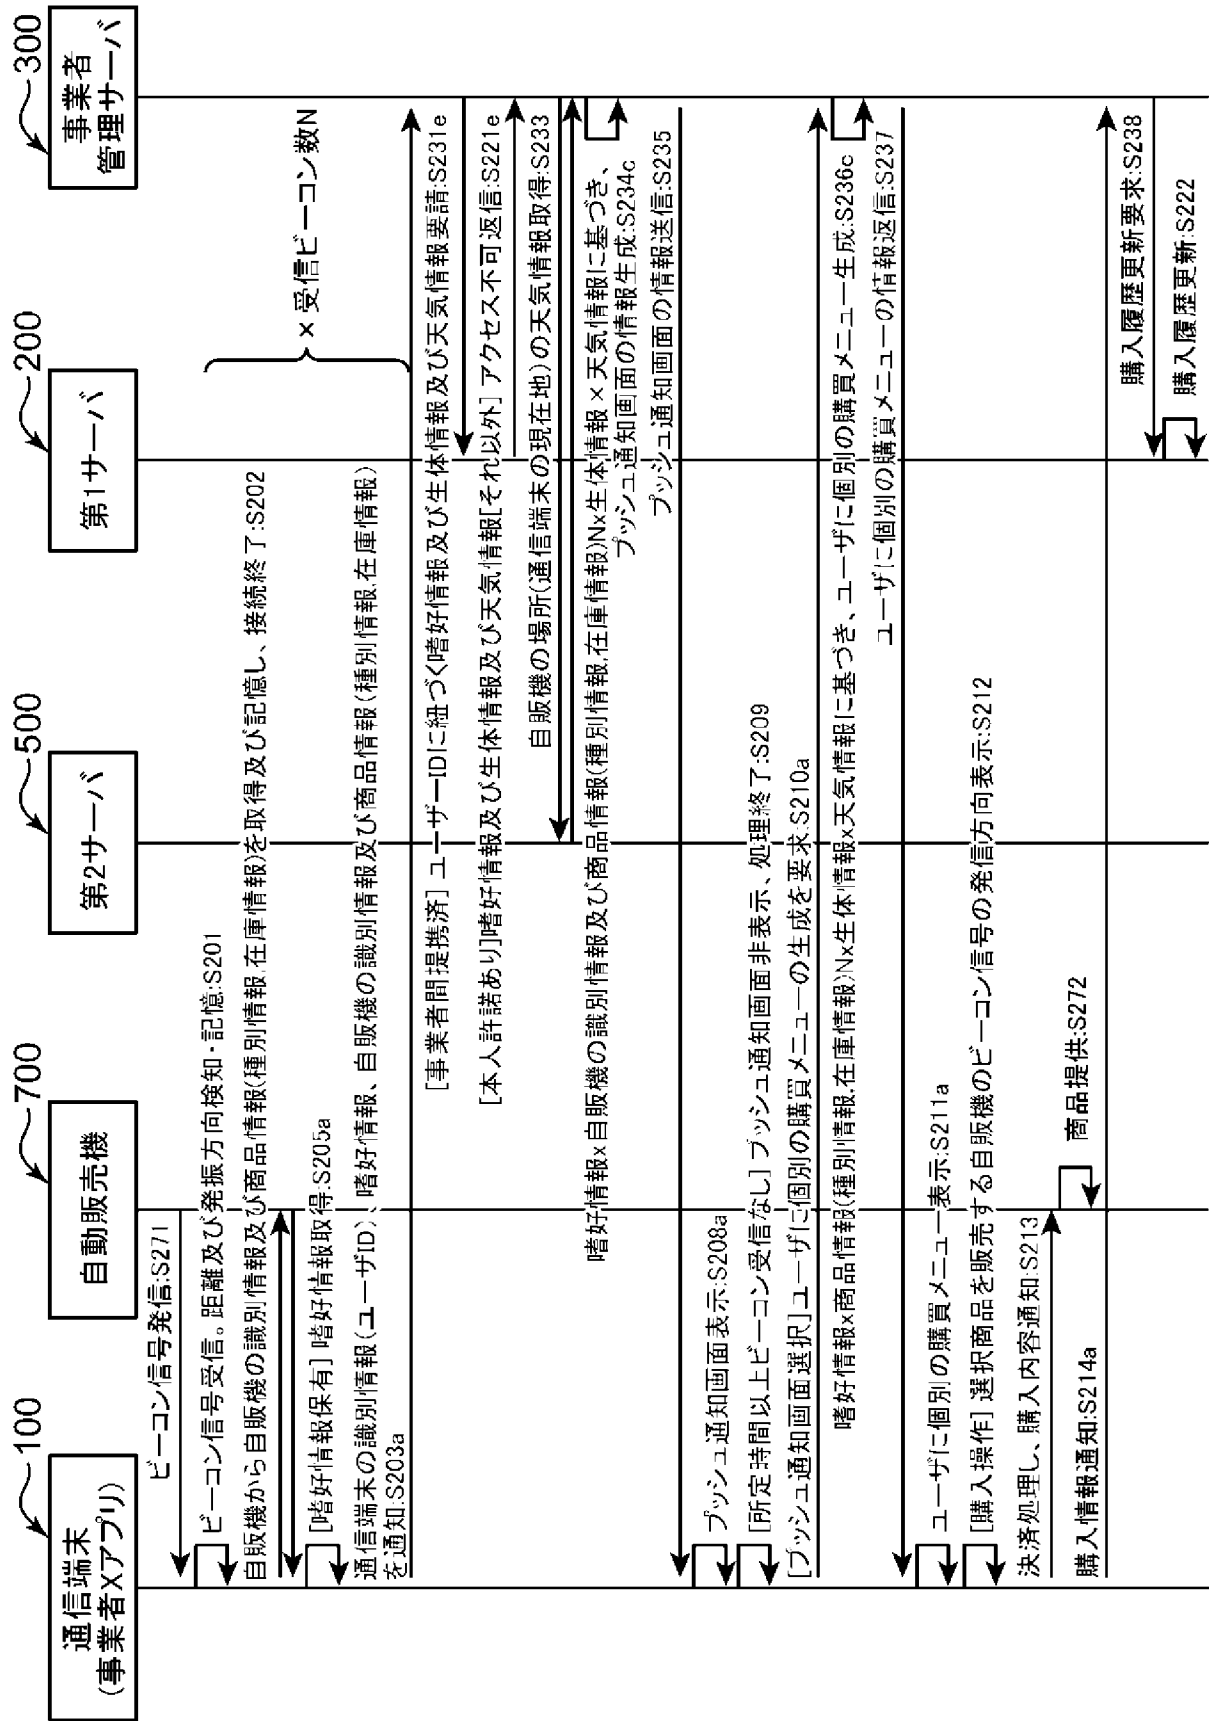 100
通信端末
(事業者Xアプリ)
700
自動販売機
500
第2サーバ
200
第1サーバ
300
事業者
管理サーバ
ビーコン信号発信:S271
ビーコン信号受信。距離及び発振方向検知・記憶:S201
自販機から自販機の識別情報及び商品情報(種別情報,在庫情報)を取得及び記憶し、接続終了:S202
[嗜好情報保有] 嗜好情報取得:S205a
通信端末の識別情報(ユーザID)、嗜好情報、自販機の識別情報及び商品情報(種別情報,在庫情報)
を通知:S203a
×受信ビーコン数N
[事業者間提携済] ユーザーIDに紐づく嗜好情報及び生体情報及び天気情報要請:S231e
[本人許諾あり]嗜好情報及び生体情報及び天気情報[それ以外] アクセス不可返信:S221e
自販機の場所(通信端末の現在地)の天気情報取得:S233
嗜好情報x自販機の識別情報及び商品情報(種別情報,在庫情報)Nx生体情報×天気情報に基づき、
プッシュ通知画面の情報生成:S234c
プッシュ通知画面の情報送信:S235
プッシュ通知画面表示:S208a
[所定時間以上ビーコン受信なし] プッシュ通知画面非表示、処理終了:S209
[プッシュ通知画面選択]ユーザに個別の購買メニューの生成を要求:S210a
嗜好情報x商品情報(種別情報,在庫情報)Nx生体情報x天気情報に基づき、ユーザに個別の購買メニュー生成:S236c
ユーザに個別の購買メニューの情報返信:S237
ユーザに個別の購買メニュー表示:S211a
[購入操作] 選択商品を販売する自販機のビーコン信号の発信方向表示:S212
決済処理し、購入内容通知:S213
商品提供:S272
購入情報通知:S214a
購入履歴更新要求:S238
購入履歴更新:S222